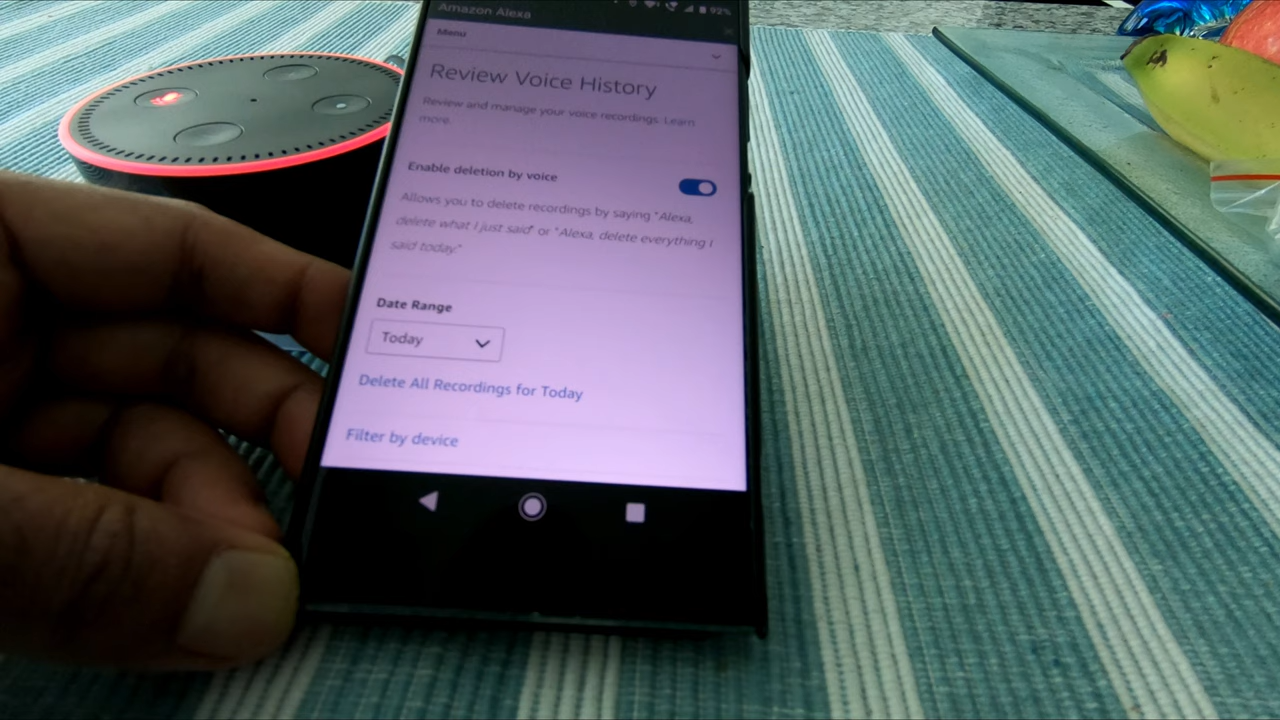 Amazon Alexa
92%
Menu
Review Voice History
Review and manage your voice recordings. Learn
more.
Enable deletion by voice
Allows you to delete recordings by saying "Alexa,
delete what I just said" or "Alexa, delete everything I
said today."
Date Range
Today
Delete All Recordings for Today
Filter by device